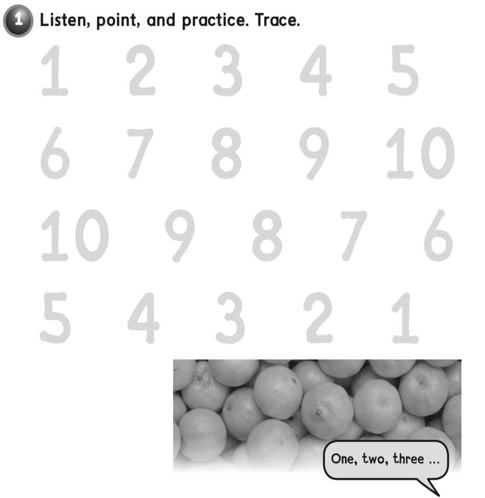 1 Listen, point, and practice. Trace.
1 2 3 4 5
6 7 8 9 10
10 9 8 7 6
5 4 3 2 1
One, two, three ...